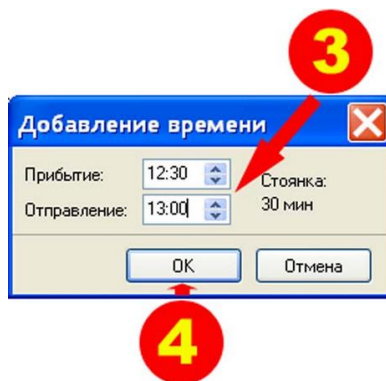 3
Добавление времени
Прибытие: 12:30 Стоянка:
Отправление: 13:00 30 мин
OK Отмена
4